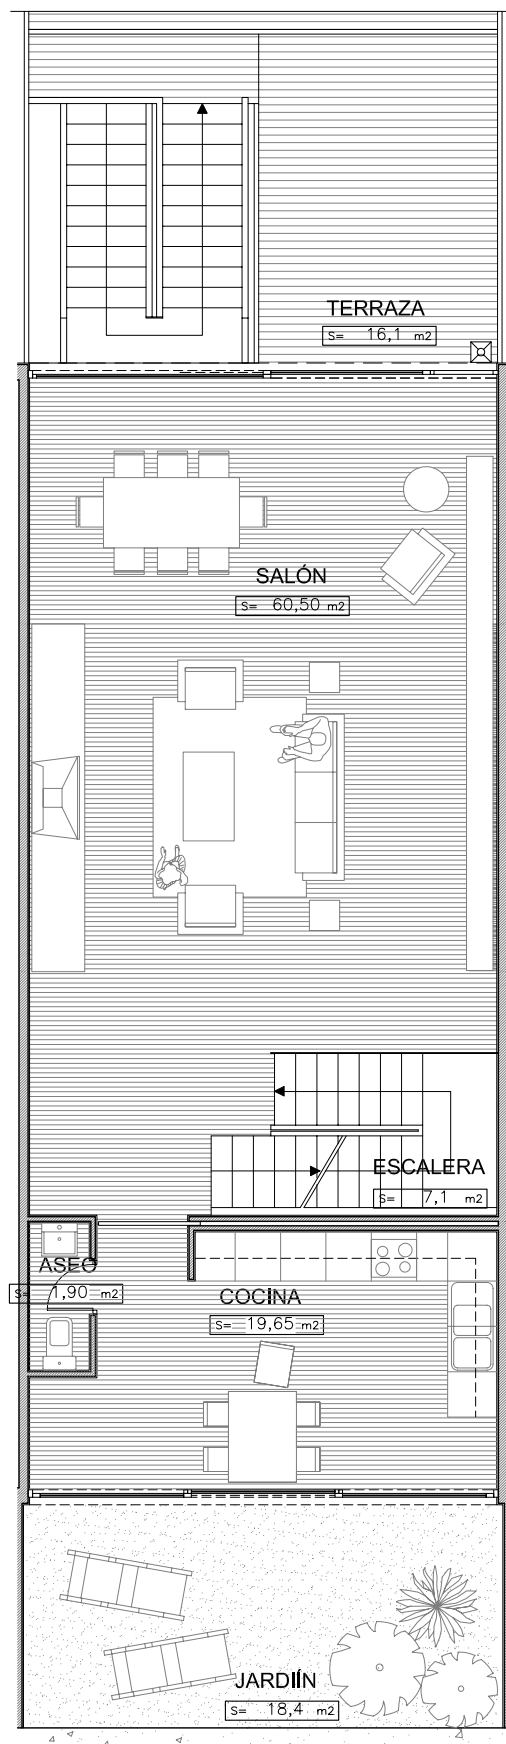 TERRAZA
S= 16,1 m2
SALÓN
S= 60,50 m2
ESCALERA
S= 7,1 m2
ASEO
S= 1,90 m2
COCINA
S= 19,65 m2
JARDIÍN
S= 18,4 m2